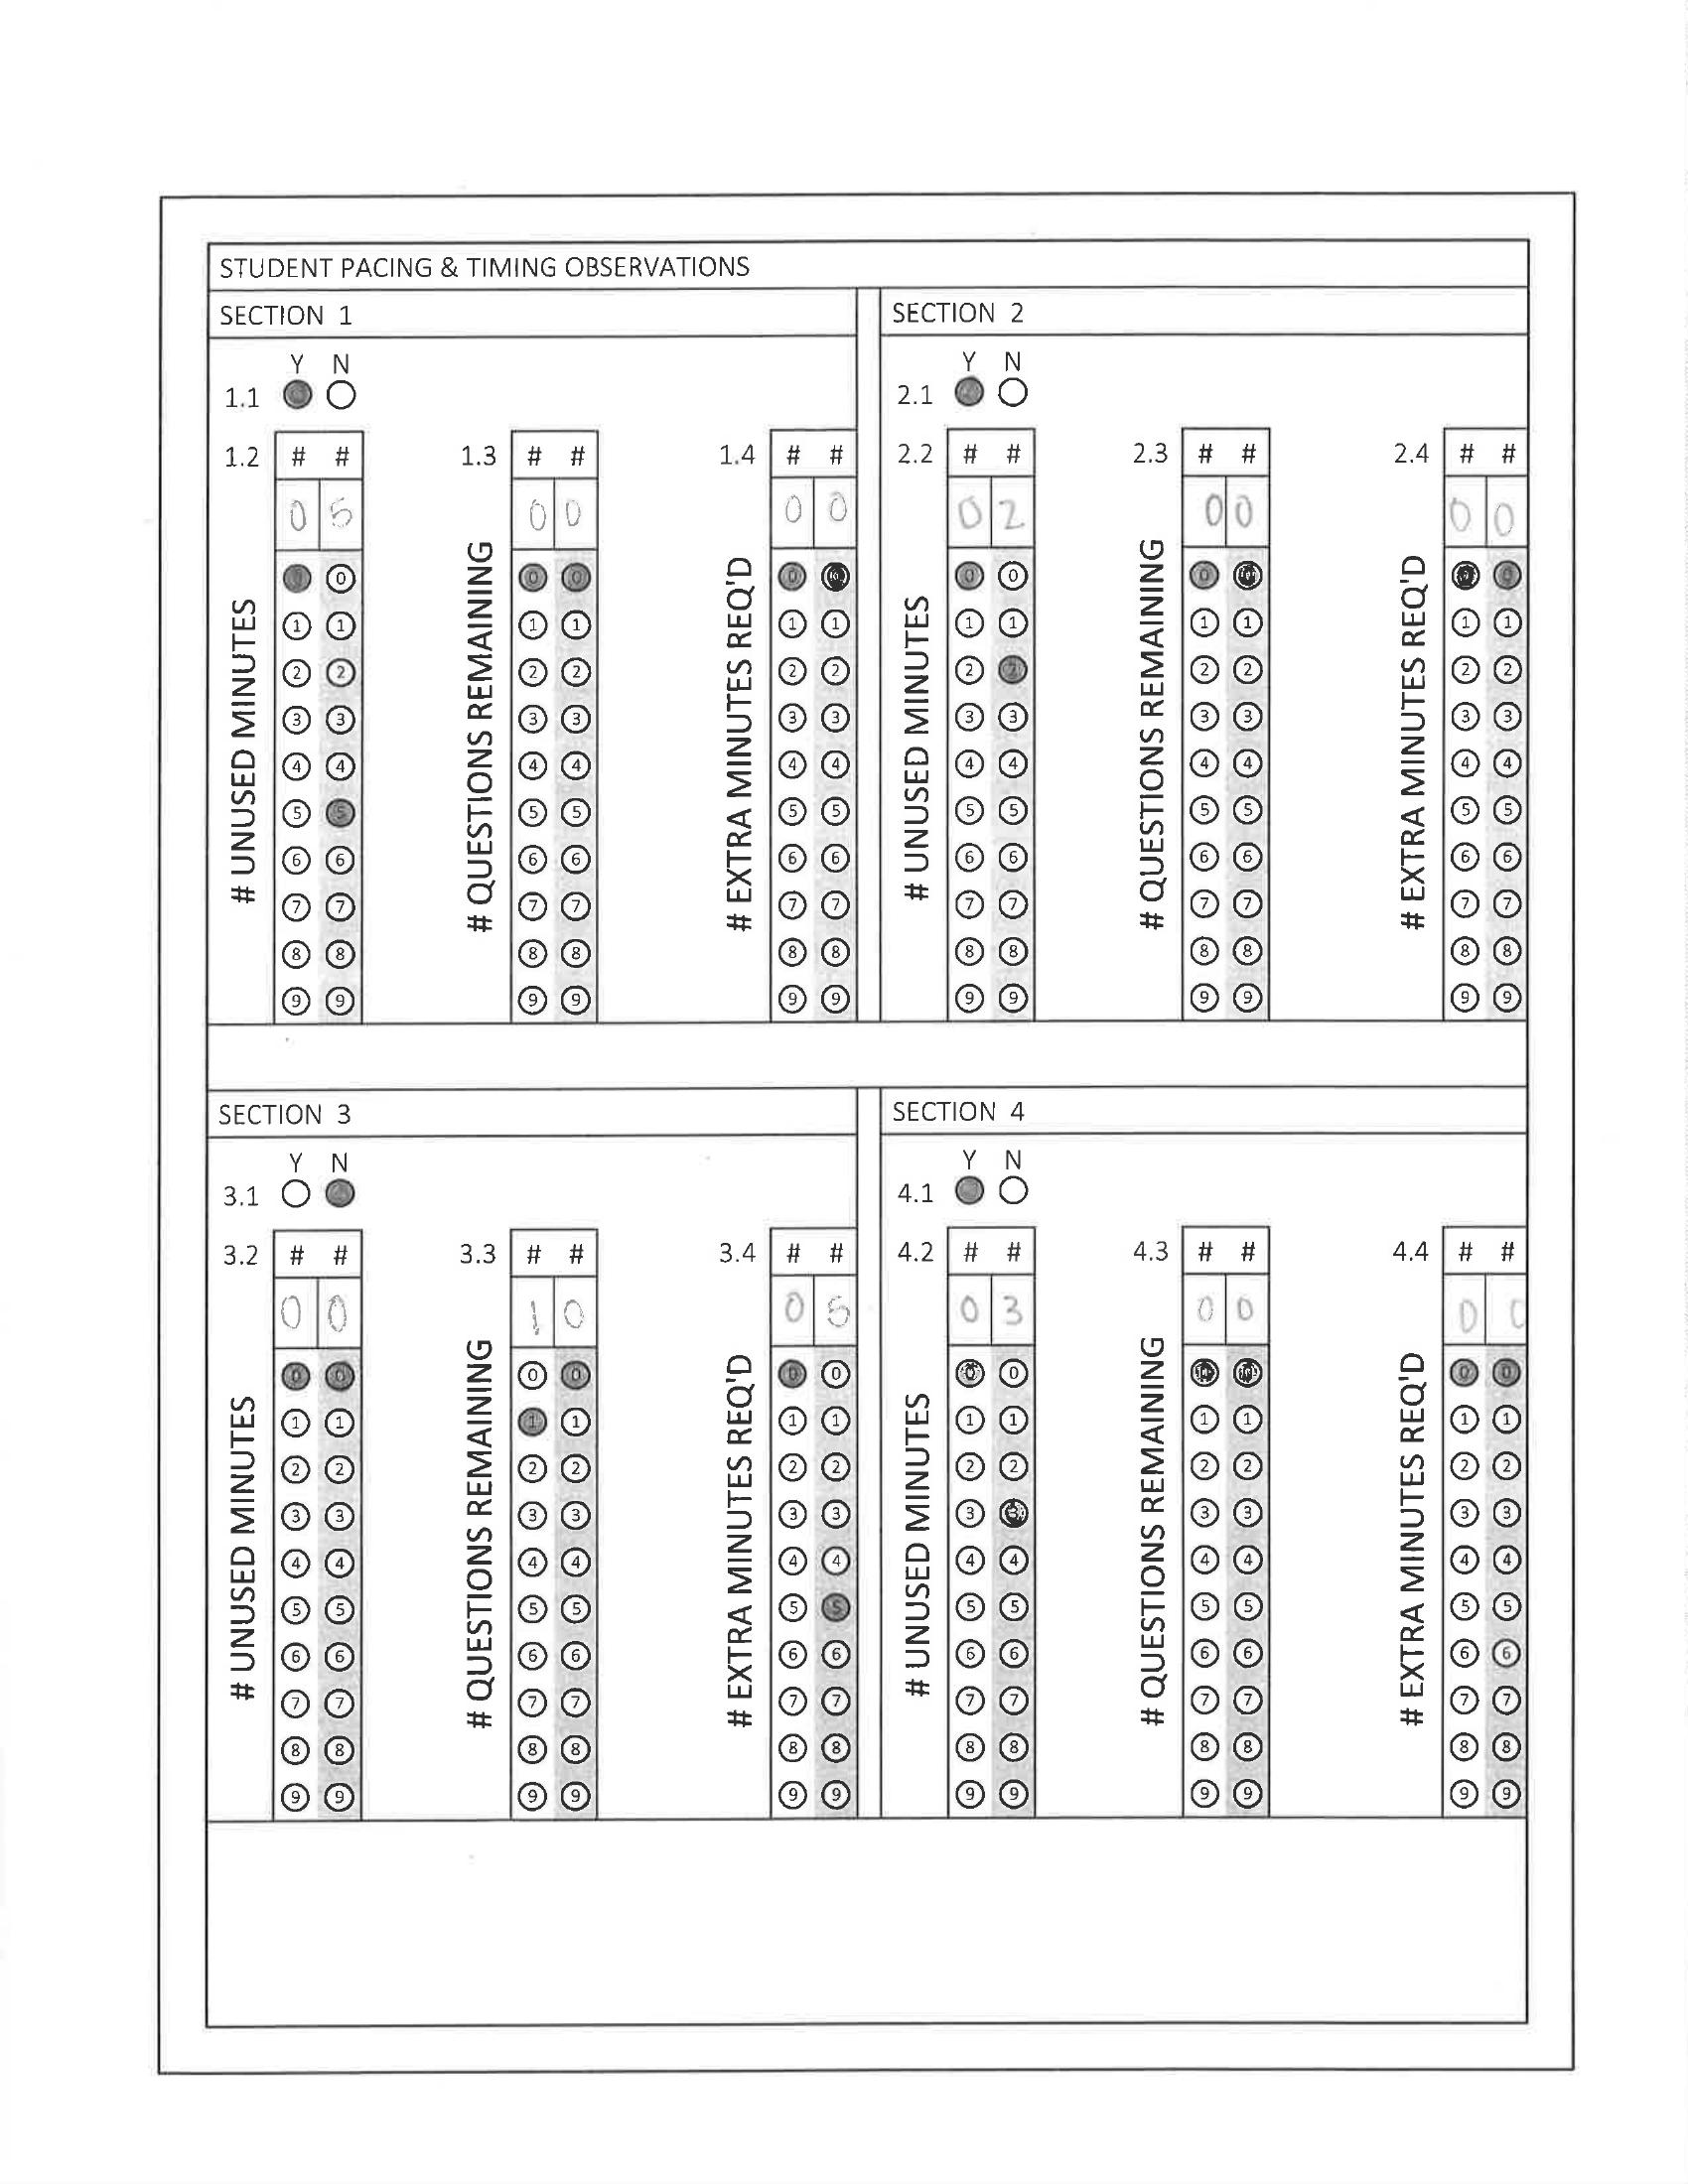 STUDENT PACING & TIMING OBSERVATIONS
SECTION 1
Y N
1.1
1.2 # # 1.3 # # 1.4 # #
0 5 0 0 0 0
# UNUSED MINUTES
# QUESTIONS REMAINING
# EXTRA MINUTES REQ'D
0 0 0 0 0 0
1 1 1 1 1 1
2 2 2 2 2 2
3 3 3 3 3 3
4 4 4 4 4 4
5 5 5 5 5 5
6 6 6 6 6 6
7 7 7 7 7 7
8 8 8 8 8 8
9 9 9 9 9 9
SECTION 2
Y N
2.1
2.2 # # 2.3 # # 2.4 # #
0 2 0 0 0 0
# UNUSED MINUTES
# QUESTIONS REMAINING
# EXTRA MINUTES REQ'D
0 0 0 0 0 0
1 1 1 1 1 1
2 2 2 2 2 2
3 3 3 3 3 3
4 4 4 4 4 4
5 5 5 5 5 5
6 6 6 6 6 6
7 7 7 7 7 7
8 8 8 8 8 8
9 9 9 9 9 9
SECTION 3
Y N
3.1
3.2 # # 3.3 # # 3.4 # #
0 0 1 0 0 5
# UNUSED MINUTES
# QUESTIONS REMAINING
# EXTRA MINUTES REQ'D
0 0 0 0 0 0
1 1 1 1 1 1
2 2 2 2 2 2
3 3 3 3 3 3
4 4 4 4 4 4
5 5 5 5 5 5
6 6 6 6 6 6
7 7 7 7 7 7
8 8 8 8 8 8
9 9 9 9 9 9
SECTION 4
Y N
4.1
4.2 # # 4.3 # # 4.4 # #
0 3 0 0 0 0
# UNUSED MINUTES
# QUESTIONS REMAINING
# EXTRA MINUTES REQ'D
0 0 0 0 0 0
1 1 1 1 1 1
2 2 2 2 2 2
3 3 3 3 3 3
4 4 4 4 4 4
5 5 5 5 5 5
6 6 6 6 6 6
7 7 7 7 7 7
8 8 8 8 8 8
9 9 9 9 9 9